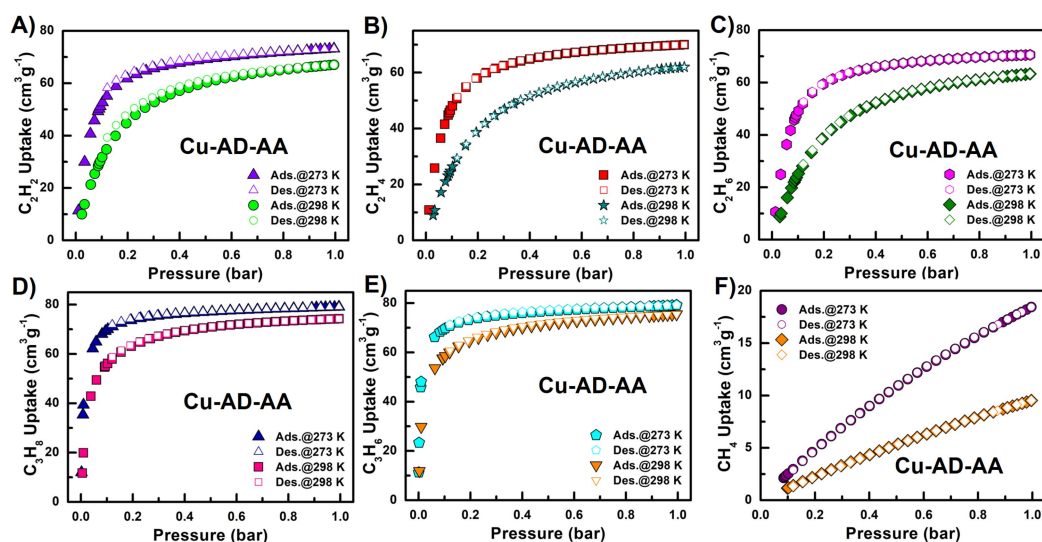 A)
C₂H₂ Uptake (cm³ g⁻¹)
80
60
40
20
0
Cu-AD-AA
Ads.@273 K
Des.@273 K
Ads.@298 K
Des.@298 K
0.0 0.2 0.4 0.6 0.8 1.0
Pressure (bar)
B)
C₂H₄ Uptake (cm³ g⁻¹)
60
40
20
0
Cu-AD-AA
Ads.@273 K
Des.@273 K
Ads.@298 K
Des.@298 K
0.0 0.2 0.4 0.6 0.8 1.0
Pressure (bar)
C)
C₂H₆ Uptake (cm³ g⁻¹)
80
60
40
20
0
Cu-AD-AA
Ads.@273 K
Des.@273 K
Ads.@298 K
Des.@298 K
0.0 0.2 0.4 0.6 0.8 1.0
Pressure (bar)
D)
C₃H₈ Uptake (cm³ g⁻¹)
80
60
40
20
0
Cu-AD-AA
Ads.@273 K
Des.@273 K
Ads.@298 K
Des.@298 K
0.0 0.2 0.4 0.6 0.8 1.0
Pressure (bar)
E)
C₃H₆ Uptake (cm³ g⁻¹)
80
60
40
20
0
Cu-AD-AA
Ads.@273 K
Des.@273 K
Ads.@298 K
Des.@298 K
0.0 0.2 0.4 0.6 0.8 1.0
Pressure (bar)
F)
CH₄ Uptake (cm³ g⁻¹)
20
15
10
5
0
Ads.@273 K
Des.@273 K
Ads.@298 K
Des.@298 K
Cu-AD-AA
0.0 0.2 0.4 0.6 0.8 1.0
Pressure (bar)